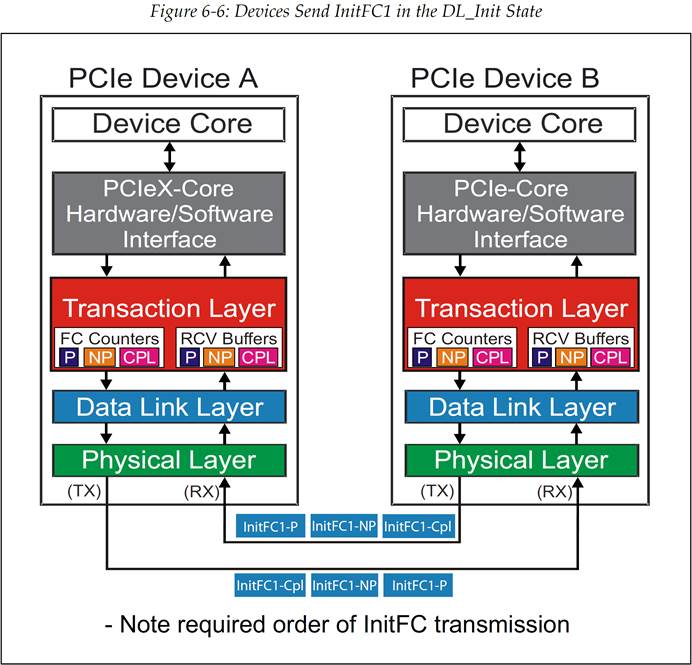 Figure 6-6: Devices Send InitFC1 in the DL_Init State
PCIe Device A
Device Core
PCIeX-Core
Hardware/Software
Interface
Transaction Layer
FC Counters
P NP CPL
RCV Buffers
P NP CPL
Data Link Layer
Physical Layer
(TX)
(RX)
PCIe Device B
Device Core
PCIe-Core
Hardware/Software
Interface
Transaction Layer
FC Counters
P NP CPL
RCV Buffers
P NP CPL
Data Link Layer
Physical Layer
(TX)
(RX)
InitFC1-P InitFC1-NP InitFC1-Cpl
InitFC1-Cpl InitFC1-NP InitFC1-P
- Note required order of InitFC transmission